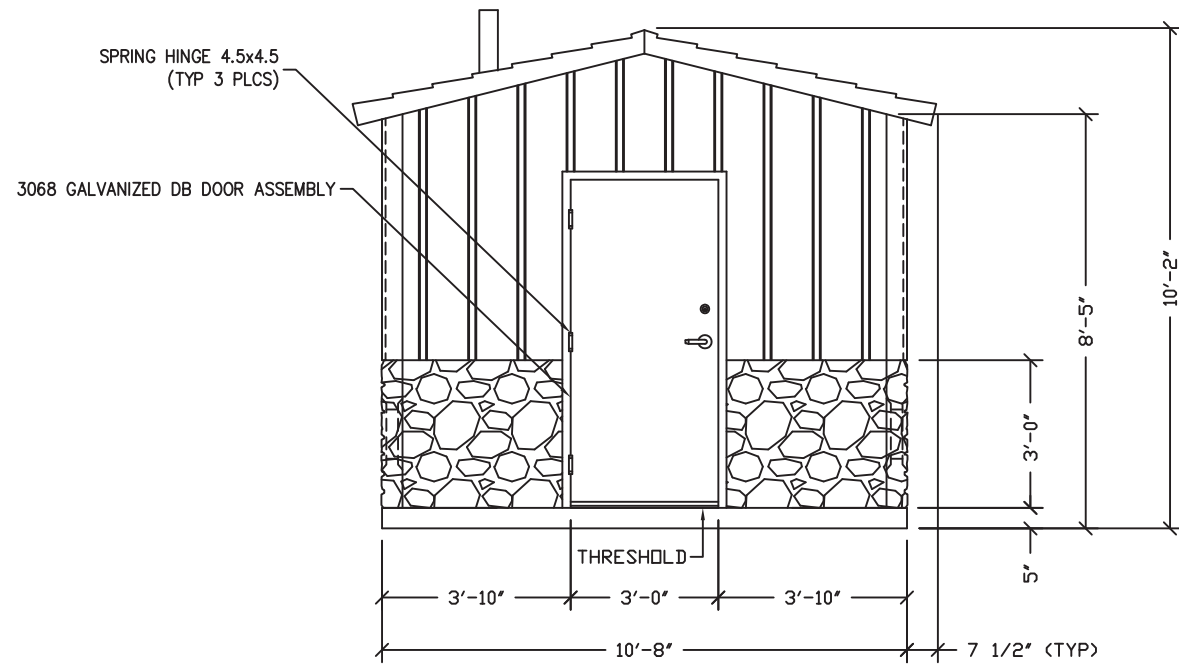 SPRING HINGE 4.5x4.5
(TYP 3 PLCS)
3068 GALVANIZED DB DOOR ASSEMBLY
10'-2"
8'-5"
3'-0"
5"
THRESHOLD
3'-10"
3'-0"
3'-10"
10'-8"
7 1/2" (TYP)